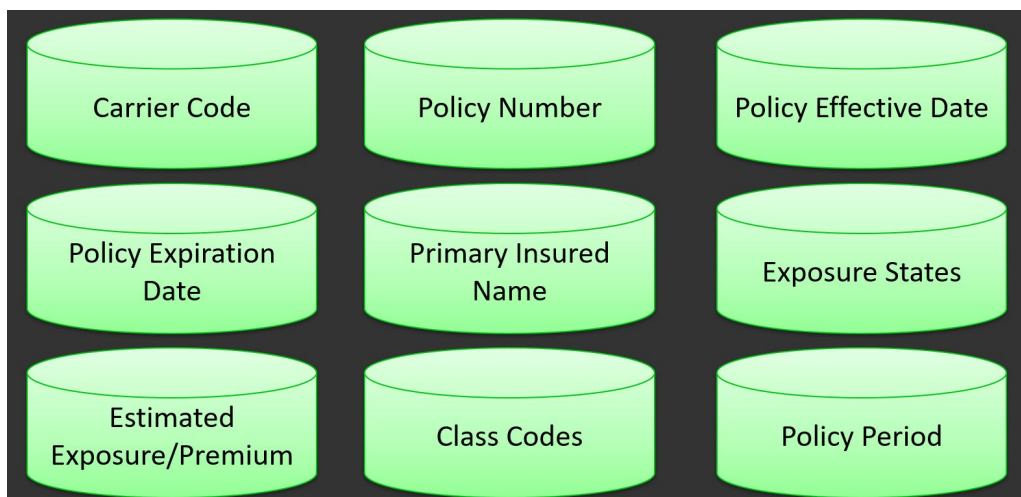 Carrier Code
Policy Number
Policy Effective Date
Policy Expiration
Date
Primary Insured
Name
Exposure States
Estimated
Exposure/Premium
Class Codes
Policy Period